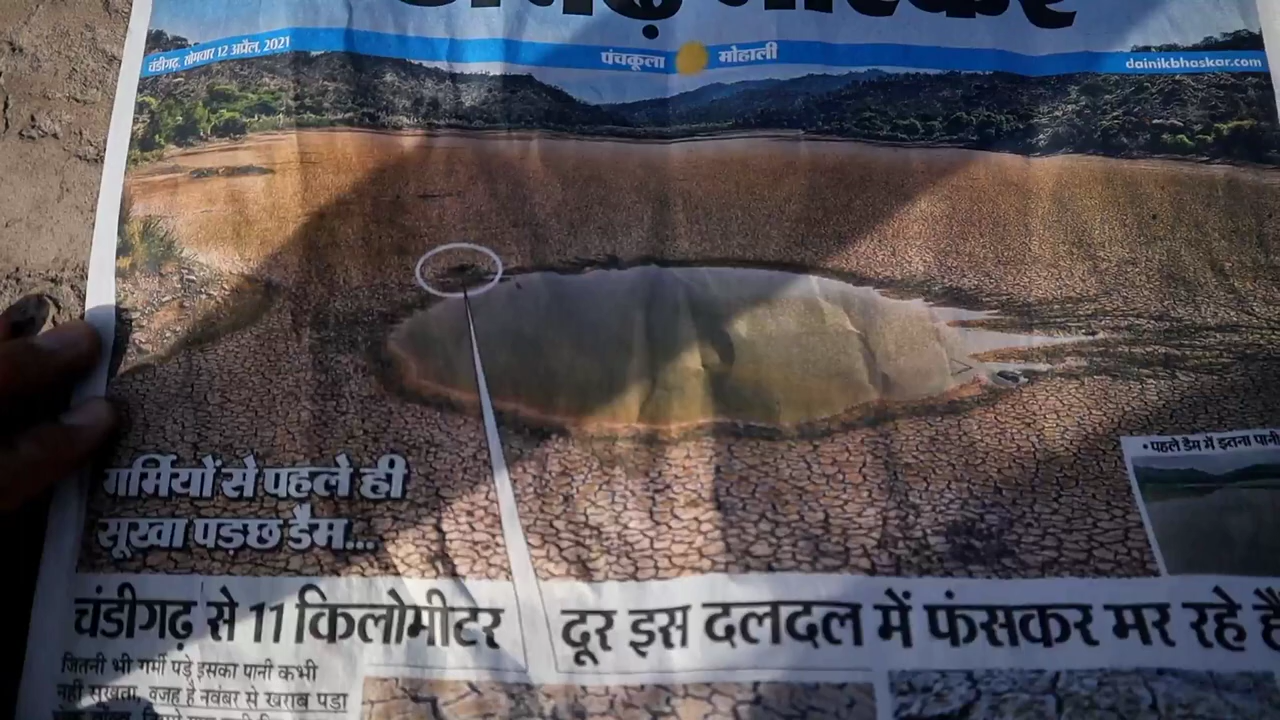 चंडीगढ़, सोमवार 12 अप्रैल, 2021
पंचकूला मोहाली
dainikbhaskar.com
गर्मियों से पहले ही
सूखा पड़छ डैम...
• पहले डैम में इतना पानी
चंडीगढ़ से 11 किलोमीटर दूर इस दलदल में फंसकर मर रहे
जितनी भी गर्मी पड़े इसका पानी कभी
नहीं सूखता, वजह है नवंबर से खराब पड़ा